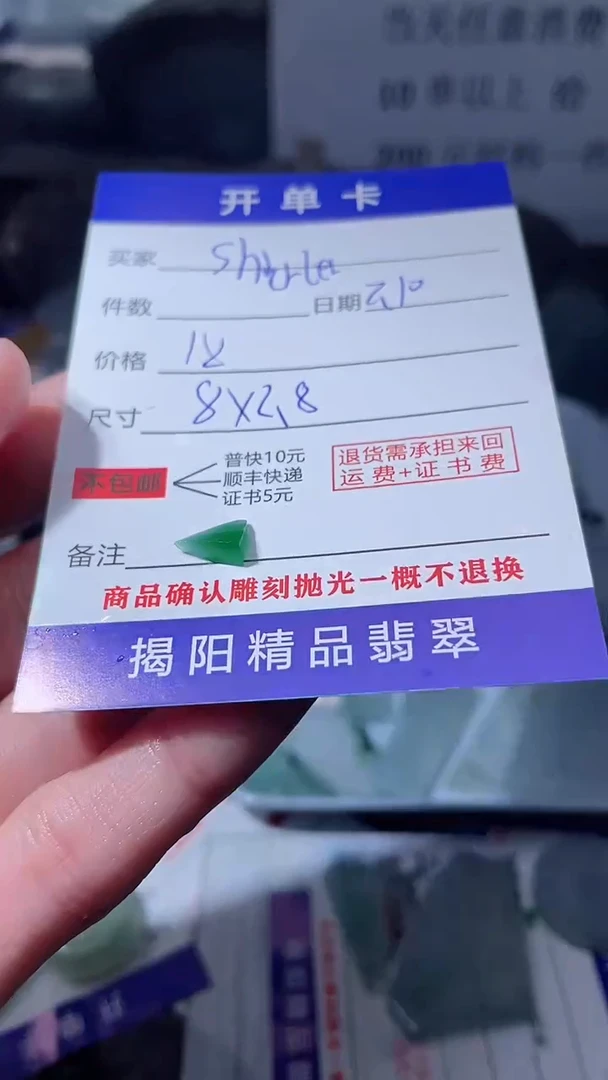 开单卡
买家
件数 日期 2,10
价格 18
尺寸 8X2,8
不包邮
普快10元
顺丰快递
证书5元
退货需承担来回
运费+证书费
备注
商品确认雕刻抛光一概不退换
揭阳精品翡翠